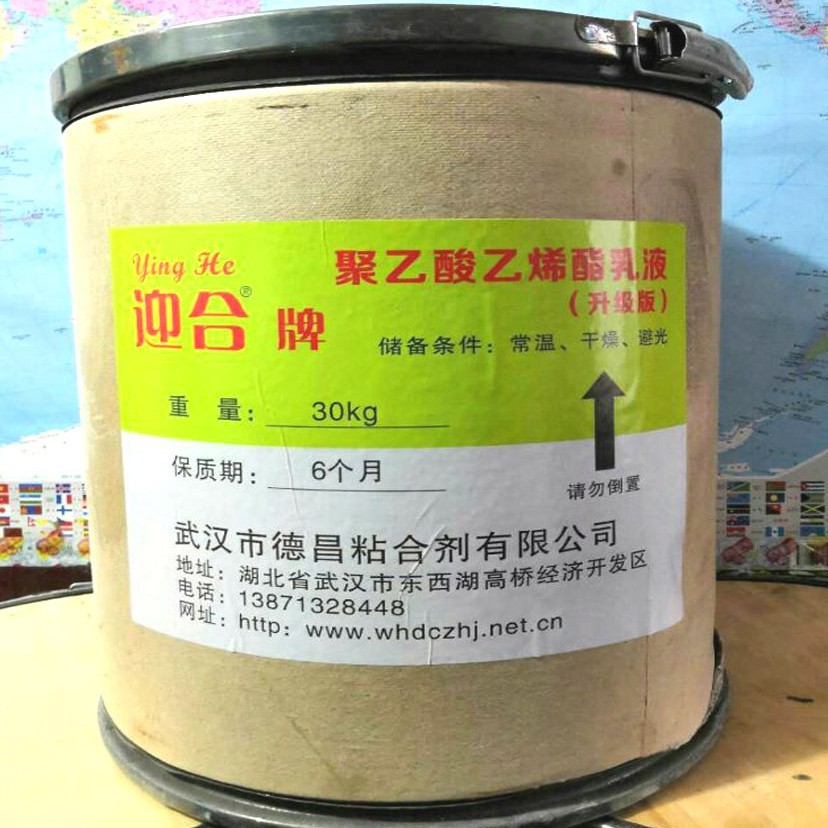 Ying He
迎合® 牌
聚乙酸乙烯酯乳液
(升级版)
储备条件：常温、干燥、避光
重 量： 30kg
保质期： 6个月
请勿倒置
武汉市德昌粘合剂有限公司
地址：湖北省武汉市东西湖高桥经济开发区
电话：13871328448
网址：http：www.whdczhj.net.cn